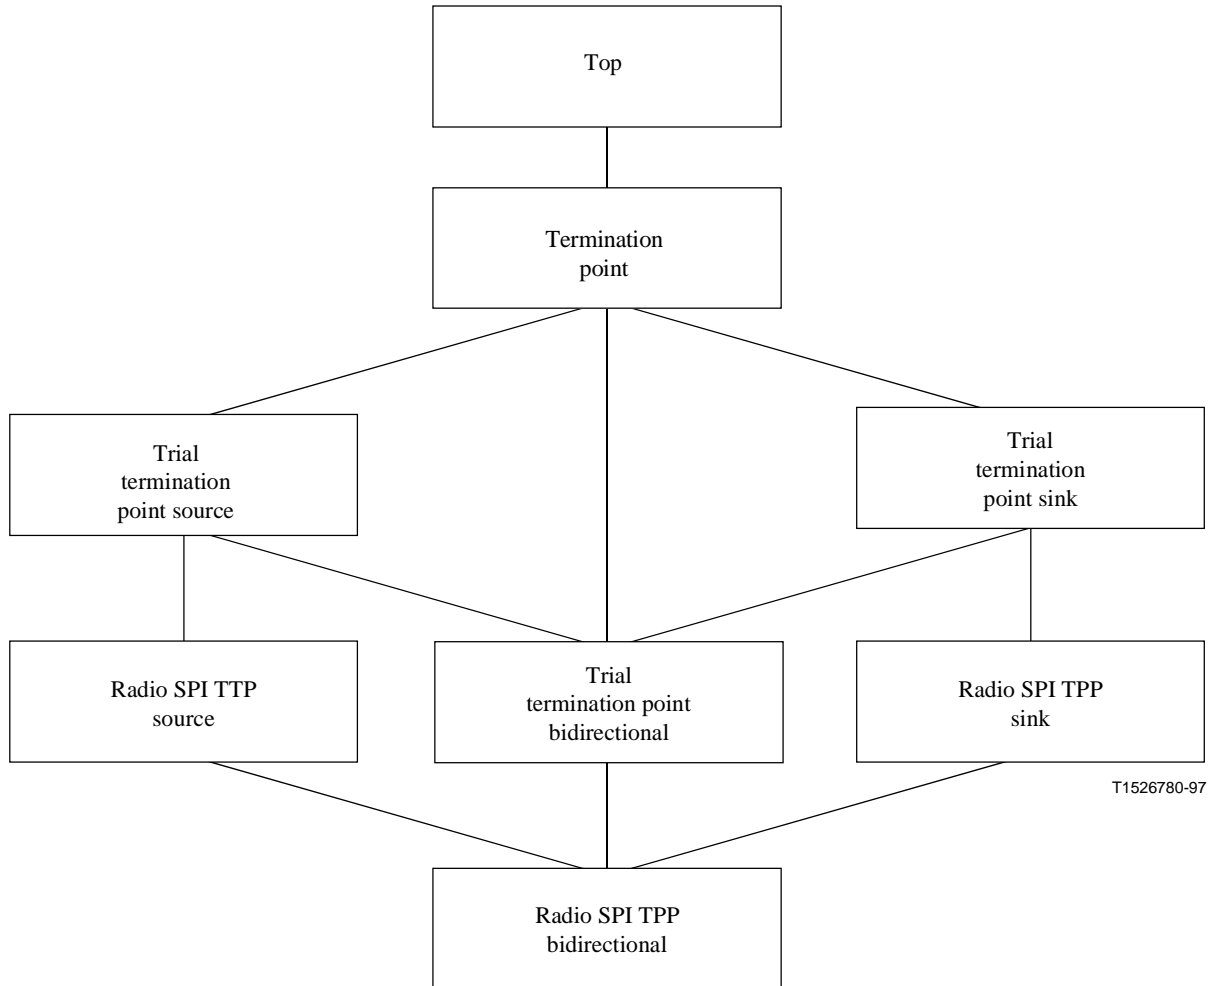 Top
Termination
point
Trial
termination
point source
Trial
termination
point sink
Radio SPI TTP
source
Trial
termination point
bidirectional
Radio SPI TPP
sink
T1526780-97
Radio SPI TPP
bidirectional